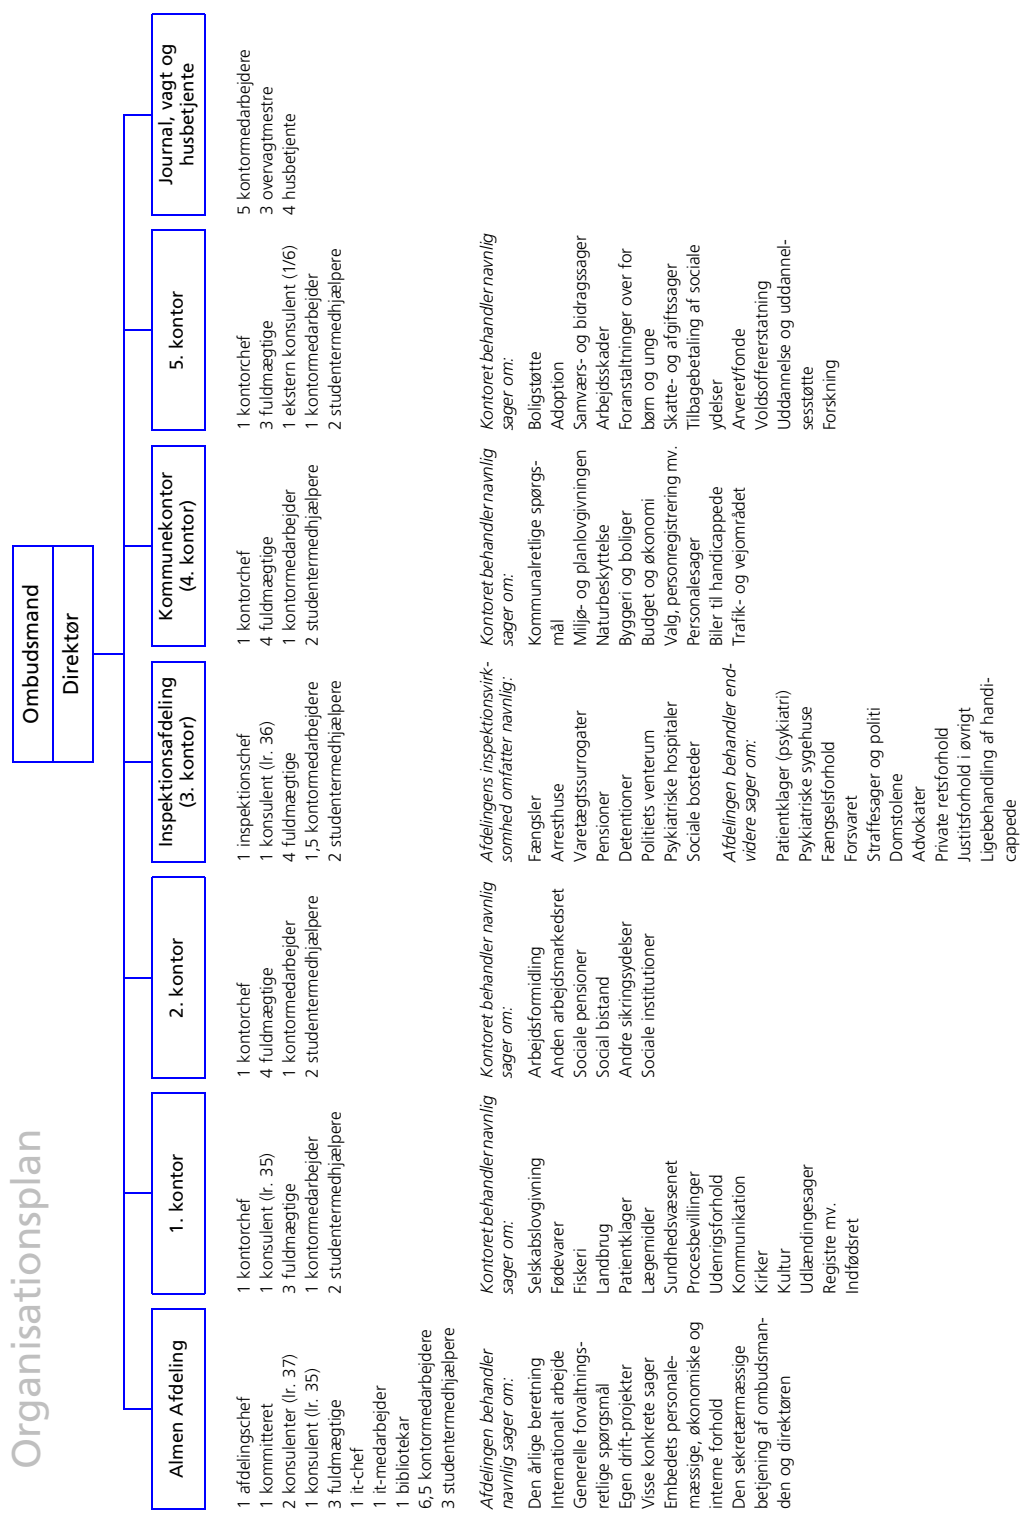 Organisationsplan
Ombudsmand
Direktør
Almen Afdeling
1 afdelingschef
1 kommitteret
2 konsulenter (lr. 37)
1 konsulent (lr. 35)
3 fuldmægtige
1 it-chef
1 it-medarbejder
1 bibliotekar
6,5 kontormedarbejdere
3 studentermedhjælpere
Afdelingen behandler
navnlig sager om:
Den årlige beretning
Internationalt arbejde
Generelle forvaltnings-
retlige spørgsmål
Egen drift-projekter
Visse konkrete sager
Embedets personale-
mæssige, økonomiske og
interne forhold
Den sekretærmæssige
betjening af ombudsman-
den og direktøren
1. kontor
1 kontorchef
1 konsulent (lr. 35)
3 fuldmægtige
1 kontormedarbejder
2 studentermedhjælpere
Kontoret behandler navnlig
sager om:
Selskabslovgivning
Fødevarer
Fiskeri
Landbrug
Patientklager
Lægemidler
Sundhedsvæsenet
Procesbevillinger
Udenrigsforhold
Kommunikation
Kirker
Kultur
Udlændingesager
Registre mv.
Indfødsret
2. kontor
1 kontorchef
4 fuldmægtige
1 kontormedarbejder
2 studentermedhjælpere
Kontoret behandler navnlig
sager om:
Arbejdsformidling
Anden arbejdsmarkedsret
Sociale pensioner
Social bistand
Andre sikringsydelser
Sociale institutioner
Inspektionsafdeling
(3. kontor)
1 inspektionschef
1 konsulent (lr. 36)
4 fuldmægtige
1,5 kontormedarbejdere
2 studentermedhjælpere
Afdelingens inspektionsvirk-
somhed omfatter navnlig:
Fængsler
Arresthuse
Varetægtssurrogater
Pensioner
Detentioner
Politiets venterum
Psykiatriske hospitaler
Sociale bosteder
Afdelingen behandler end-
videre sager om:
Patientklager (psykiatri)
Psykiatriske sygehuse
Fængselsforhold
Forsvaret
Straffesager og politi
Domstolene
Advokater
Private retsforhold
Justitsforhold i øvrigt
Ligebehandling af handi-
cappede
Kommunekontor
(4. kontor)
1 kontorchef
4 fuldmægtige
1 kontormedarbejder
2 studentermedhjælpere
Kontoret behandler navnlig
sager om:
Kommunalretlige spørgs-
mål
Miljø- og planlovgivningen
Naturbeskyttelse
Byggeri og boliger
Budget og økonomi
Valg, personregistrering mv.
Personalesager
Biler til handicappede
Trafik- og vejområdet
5. kontor
1 kontorchef
3 fuldmægtige
1 ekstern konsulent (1/6)
1 kontormedarbejder
2 studentermedhjælpere
Kontoret behandler navnlig
sager om:
Boligstøtte
Adoption
Samværs- og bidragssager
Arbejdsskader
Foranstaltninger over for
børn og unge
Skatte- og afgiftssager
Tilbagebetaling af sociale
ydelser
Arveret/fonde
Voldsoffererstatning
Uddannelse og uddannel-
sesstøtte
Forskning
Journal, vagt og
husbetjente
5 kontormedarbejdere
3 overvagtmestre
4 husbetjente